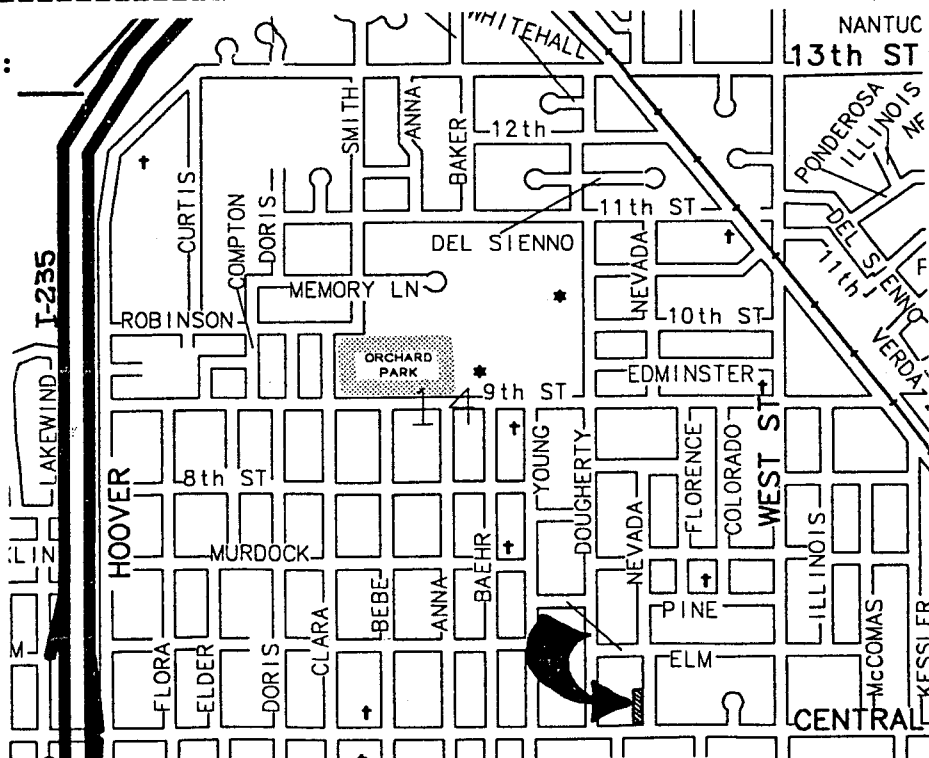 WHITEHALL
NANTUC
13th ST
:
SMITH
ANNA
BAKER
12th
PONDEROSA
ILLINOIS
NF
CURTIS
COMPTON
DORIS
11th ST
DEL SIENNO
NEVADA
DEL SIENNO
11th
F
I-235
MEMORY LN
ROBINSON
10th ST
VERDAZ
ORCHARD
PARK
EDMINSTER
9th ST
LAKEWIND
HOOVER
8th ST
YOUNG
DOUGHERTY
FLORENCE
COLORADO
WEST ST
KLIN
MURDOCK
BAEHR
NEVADA
ILLINOIS
BEBE
ANNA
PINE
M
FLORA
ELDER
DORIS
CLARA
ELM
McCOMAS
KESSLER
CENTRAL